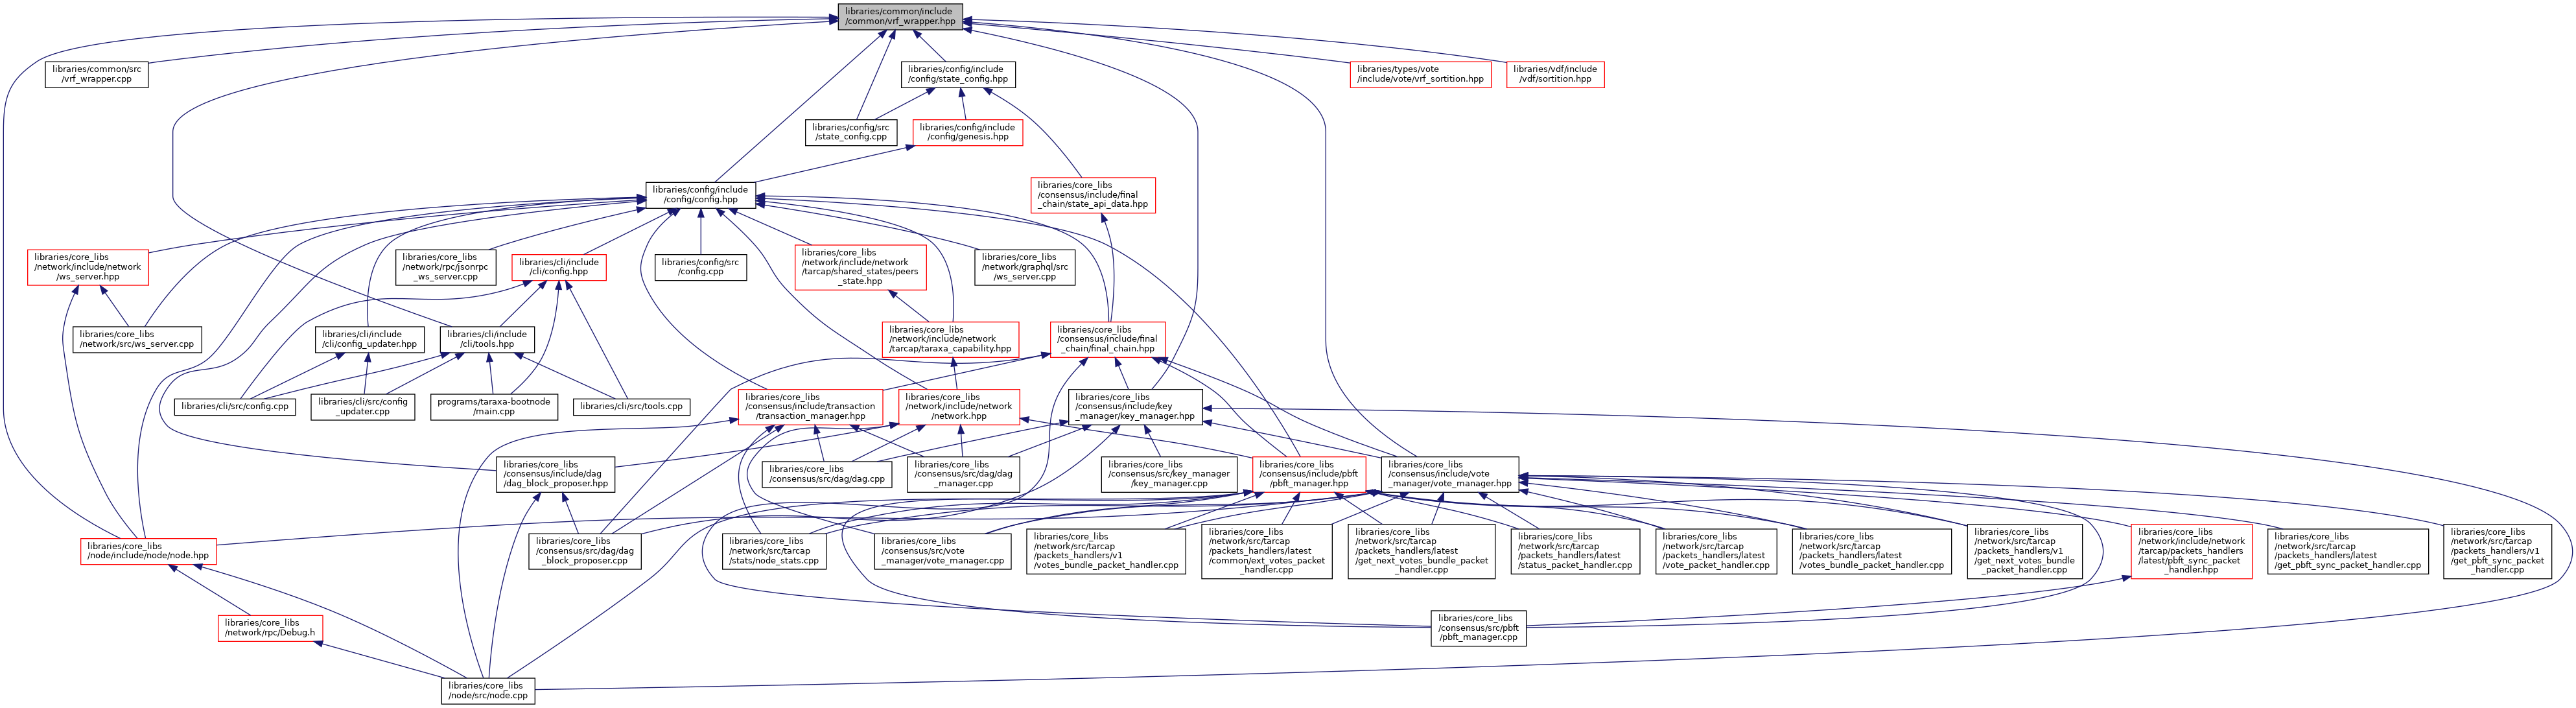 libraries/common/include
/common/vrf_wrapper.hpp
libraries/common/src
/vrf_wrapper.cpp
libraries/config/include
/config/state_config.hpp
libraries/types/vote
/include/vote/vrf_sortition.hpp
libraries/vdf/include
/vdf/sortition.hpp
libraries/config/src
/state_config.cpp
libraries/config/include
/config/genesis.hpp
libraries/config/include
/config/config.hpp
libraries/core_libs
/consensus/include/final
_chain/state_api_data.hpp
libraries/core_libs
/network/include/network
/ws_server.hpp
libraries/core_libs
/network/rpc/jsonrpc
_ws_server.cpp
libraries/cli/include
/cli/config.hpp
libraries/config/src
/config.cpp
libraries/core_libs
/network/include/network
/tarcap/shared_states/peers
_state.hpp
libraries/core_libs
/network/graphql/src
/ws_server.cpp
libraries/core_libs
/network/src/ws_server.cpp
libraries/cli/include
/cli/config_updater.hpp
libraries/cli/include
/cli/tools.hpp
libraries/core_libs
/network/include/network
/tarcap/taraxa_capability.hpp
libraries/core_libs
/consensus/include/final
_chain/final_chain.hpp
libraries/cli/src/config.cpp
libraries/cli/src/config
_updater.cpp
programs/taraxa-bootnode
/main.cpp
libraries/cli/src/tools.cpp
libraries/core_libs
/consensus/include/transaction
/transaction_manager.hpp
libraries/core_libs
/network/include/network
/network.hpp
libraries/core_libs
/consensus/include/key
_manager/key_manager.hpp
libraries/core_libs
/consensus/include/dag
/dag_block_proposer.hpp
libraries/core_libs
/consensus/src/dag/dag.cpp
libraries/core_libs
/consensus/src/dag/dag
_manager.cpp
libraries/core_libs
/consensus/src/key_manager
/key_manager.cpp
libraries/core_libs
/consensus/include/pbft
/pbft_manager.hpp
libraries/core_libs
/consensus/include/vote
_manager/vote_manager.hpp
libraries/core_libs
/node/include/node/node.hpp
libraries/core_libs
/consensus/src/dag/dag
_block_proposer.cpp
libraries/core_libs
/network/src/tarcap
/stats/node_stats.cpp
libraries/core_libs
/consensus/src/vote
_manager/vote_manager.cpp
libraries/core_libs
/network/src/tarcap
/packets_handlers/v1
/votes_bundle_packet_handler.cpp
libraries/core_libs
/network/src/tarcap
/packets_handlers/latest
/common/ext_votes_packet
_handler.cpp
libraries/core_libs
/network/src/tarcap
/packets_handlers/latest
/get_next_votes_bundle_packet
_handler.cpp
libraries/core_libs
/network/src/tarcap
/packets_handlers/latest
/status_packet_handler.cpp
libraries/core_libs
/network/src/tarcap
/packets_handlers/latest
/vote_packet_handler.cpp
libraries/core_libs
/network/src/tarcap
/packets_handlers/latest
/votes_bundle_packet_handler.cpp
libraries/core_libs
/network/src/tarcap
/packets_handlers/v1
/get_next_votes_bundle
_packet_handler.cpp
libraries/core_libs
/network/include/network
/tarcap/packets_handlers
/latest/pbft_sync_packet
_handler.hpp
libraries/core_libs
/network/src/tarcap
/packets_handlers/latest
/get_pbft_sync_packet_handler.cpp
libraries/core_libs
/network/src/tarcap
/packets_handlers/v1
/get_pbft_sync_packet
_handler.cpp
libraries/core_libs
/network/rpc/Debug.h
libraries/core_libs
/consensus/src/pbft
/pbft_manager.cpp
libraries/core_libs
/node/src/node.cpp